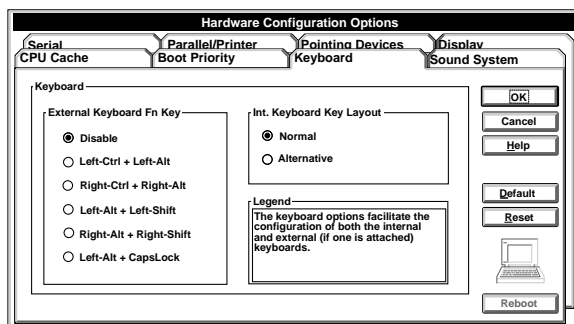 Hardware Configuration Options
Serial
Parallel/Printer
Pointing Devices
Display
CPU Cache
Boot Priority
Keyboard
Sound System
Keyboard
External Keyboard Fn Key
Disable
Left-Ctrl + Left-Alt
Right-Ctrl + Right-Alt
Left-Alt + Left-Shift
Right-Alt + Right-Shift
Left-Alt + CapsLock
Int. Keyboard Key Layout
Normal
Alternative
Legend
The keyboard options facilitate the
configuration of both the internal
and external (if one is attached)
keyboards.
OK
Cancel
Help
Default
Reset
Reboot